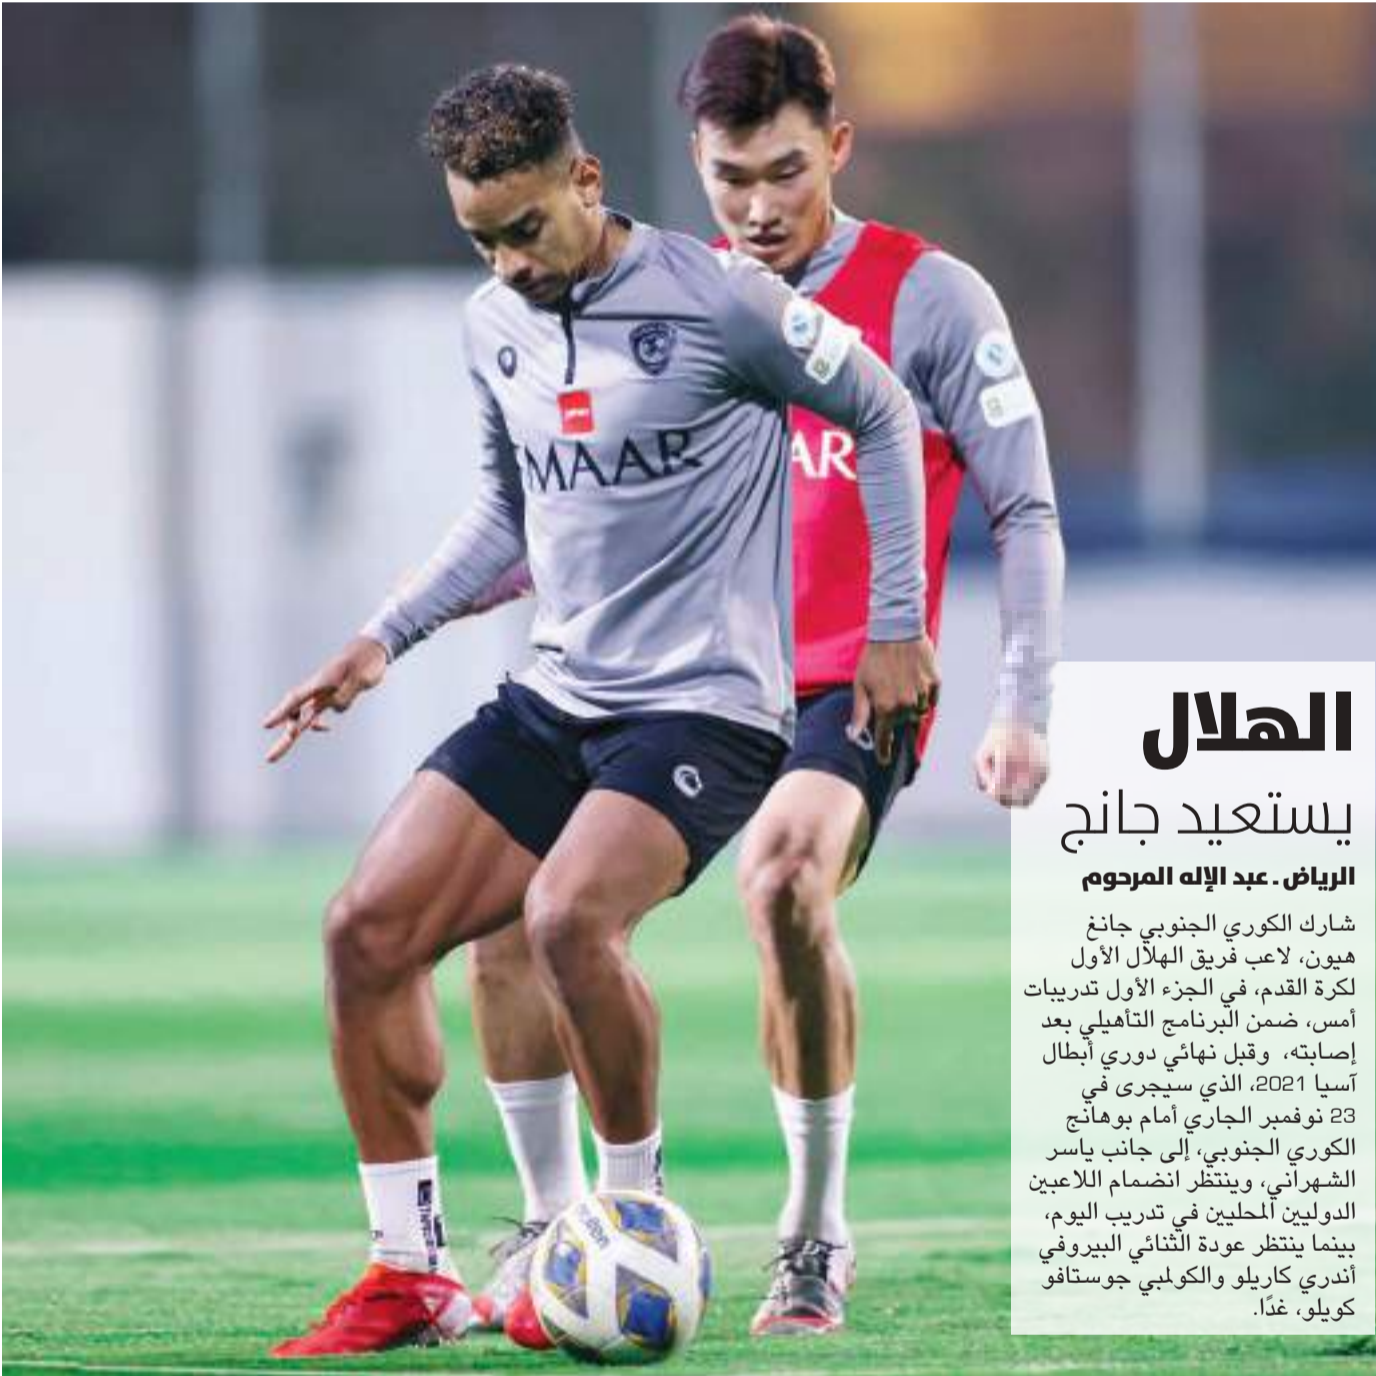 MAAR
AR
الهلال
يستعيد جانج
الرياض ـ عبد الإله المرحوم
شارك الكوري الجنوبي جانغ
هيون، لاعب فريق الهلال الأول
لكرة القدم، في الجزء الأول تدريبات
أمس، ضمن البرنامج التأهيلي بعد
إصابته، وقبل نهائي دوري أبطال
آسيا 2021، الذي سيجرى في
23 نوفمبر الجاري أمام بوهانج
الكوري الجنوبي، إلى جانب ياسر
الشهراني، وينتظر انضمام اللاعبين
الدوليين المحليين في تدريب اليوم،
بينما ينتظر عودة الثنائي البيروفي
أندري كاريلو والكولمبي جوستافو
كويلو، غدًا.